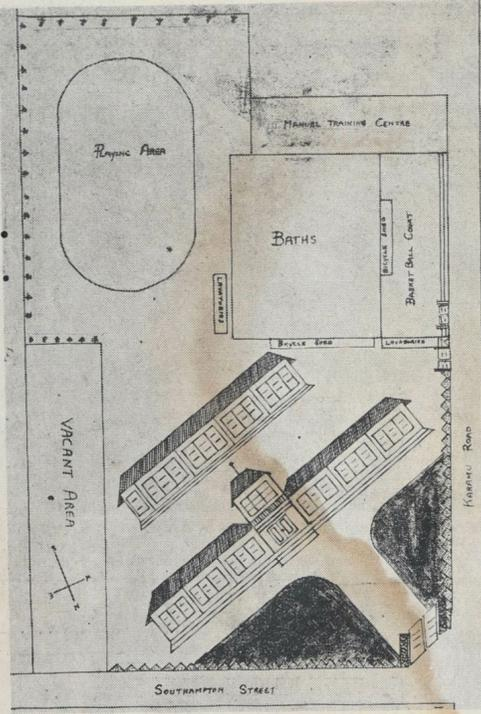 MANUEL TRAINING CENTRE
PLAYING AREA
BATHS
BICYCLE SHED
BASKET BALL COURT
LAVATORIES
BICYCLE SHED
LAVATORIES
VACANT AREA
KARAMU ROAD
N
SOUTHAMPTON STREET